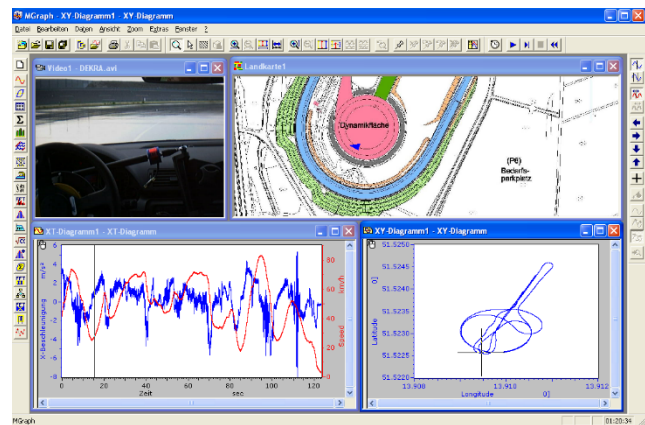 MGraph - XY-Diagramm1 - XY-Diagramm
Datei Bearbeiten Daten Ansicht Zoom Extras Fenster ?
Video1 - DEKRA.avi
Landkarte1
Dynamikfläche
(P6)
Bedarfs-
parkplatz
XT-Diagramm1 - XT-Diagramm
X-Beschleunigung m/s²
6
4
2
0
-2
-4
-6
-8
0 20 40 60 80 100 120
Zeit sec
80
60
40
20
0
Speed km/h
XY-Diagramm1 - XY-Diagramm
Latitude 0]
51.5250
51.5245
51.5240
51.5235
51.5230
51.5225
51.5220
13.908 13.910 13.912
Longitude 0]
MGraph
01:20:34